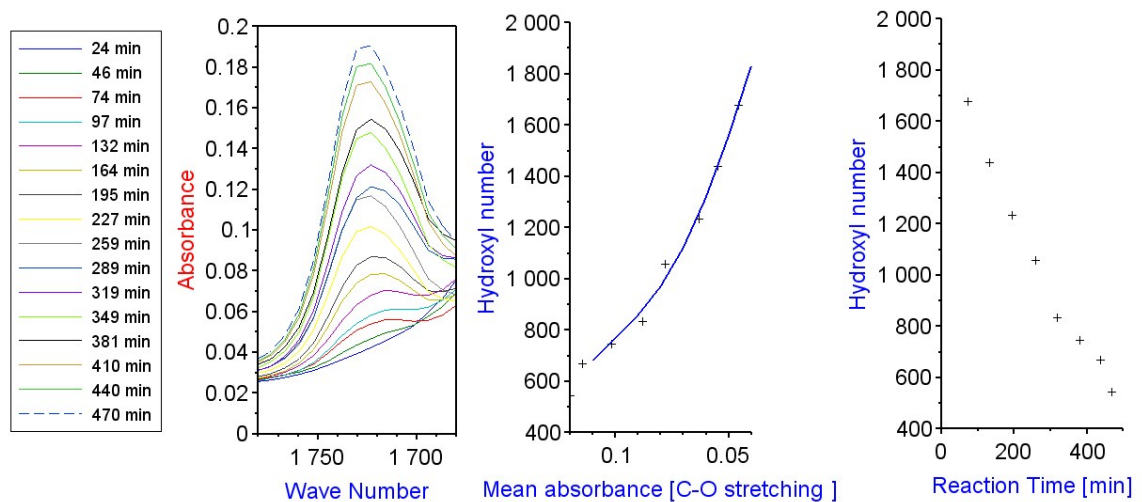 24 min
46 min
74 min
97 min
132 min
164 min
195 min
227 min
259 min
289 min
319 min
349 min
381 min
410 min
440 min
470 min
Absorbance
0.2
0.18
0.16
0.14
0.12
0.1
0.08
0.06
0.04
0.02
0
1 750
1 700
Wave Number
Hydroxyl number
2 000
1 800
1 600
1 400
1 200
1 000
800
600
400
0.1
0.05
Mean absorbance [C-O stretching ]
Hydroxyl number
2 000
1 800
1 600
1 400
1 200
1 000
800
600
400
0
200
400
Reaction Time [min]